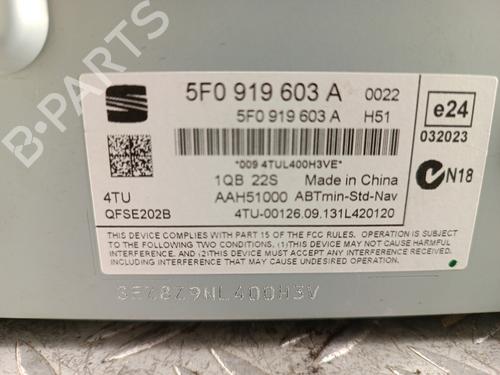 B-PARTS
5F0 919 603 A 0022
5F0 919 603 A H51
e24
032023
*009 4TUL400H3VE*
N18
1QB 22S Made in China
4TU AAH51000 ABTmin-Std-Nav
QFSE202B 4TU-00126.09.131L420120
THIS DEVICE COMPLIES WITH PART 15 OF THE FCC RULES. OPERATION IS
SUBJECT TO THE FOLLOWING TWO CONDITIONS:(1)THIS DEVICE MAY NOT
CAUSE HARMFUL INTERFERENCE, AND (2)THIS DEVICE MUST ACCEPT ANY
INTERFERENCE RECEIVED, INCLUDING INTERFERENCE THAT MAY CAUSE
UNDESIRED OPERATION.